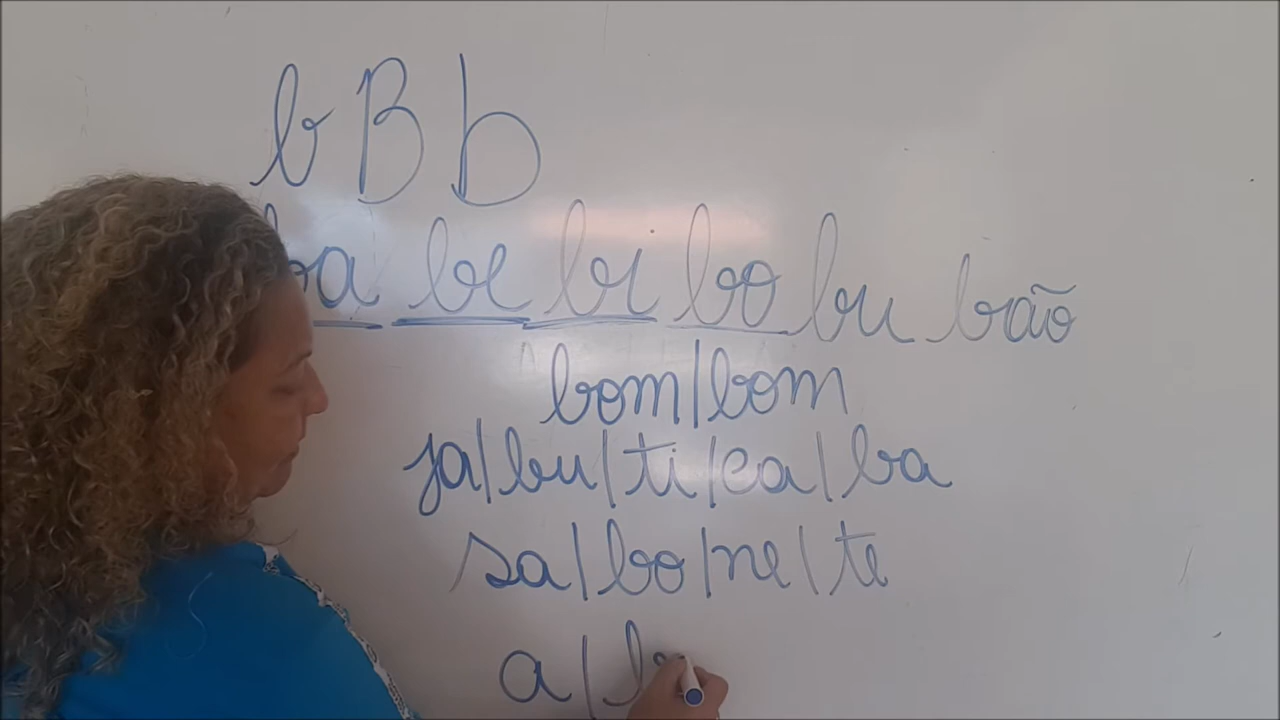 b B b
ba be bi bo bu bão
bom|bom
ja|bu|ti|ca|ba
sa|bo|ne|te
a|b